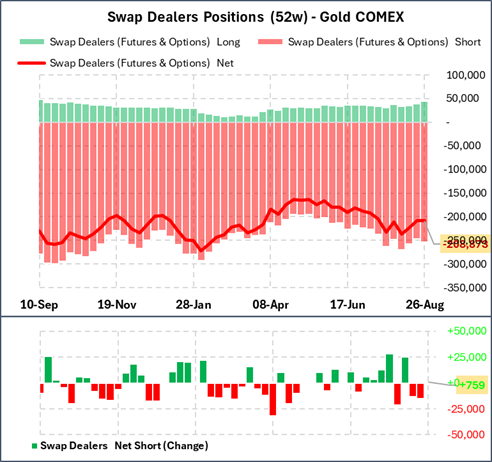 Swap Dealers Positions (52w) - Gold COMEX
Swap Dealers (Futures & Options) Long
Swap Dealers (Futures & Options) Short
Swap Dealers (Futures & Options) Net
100,000
50,000
-
-50,000
-100,000
-150,000
-200,000
-250,000
-300,000
-350,000
10-Sep 19-Nov 28-Jan 08-Apr 17-Jun 26-Aug
+50,000
+25,000
+0
+759
-25,000
-50,000
Swap Dealers Net Short (Change)